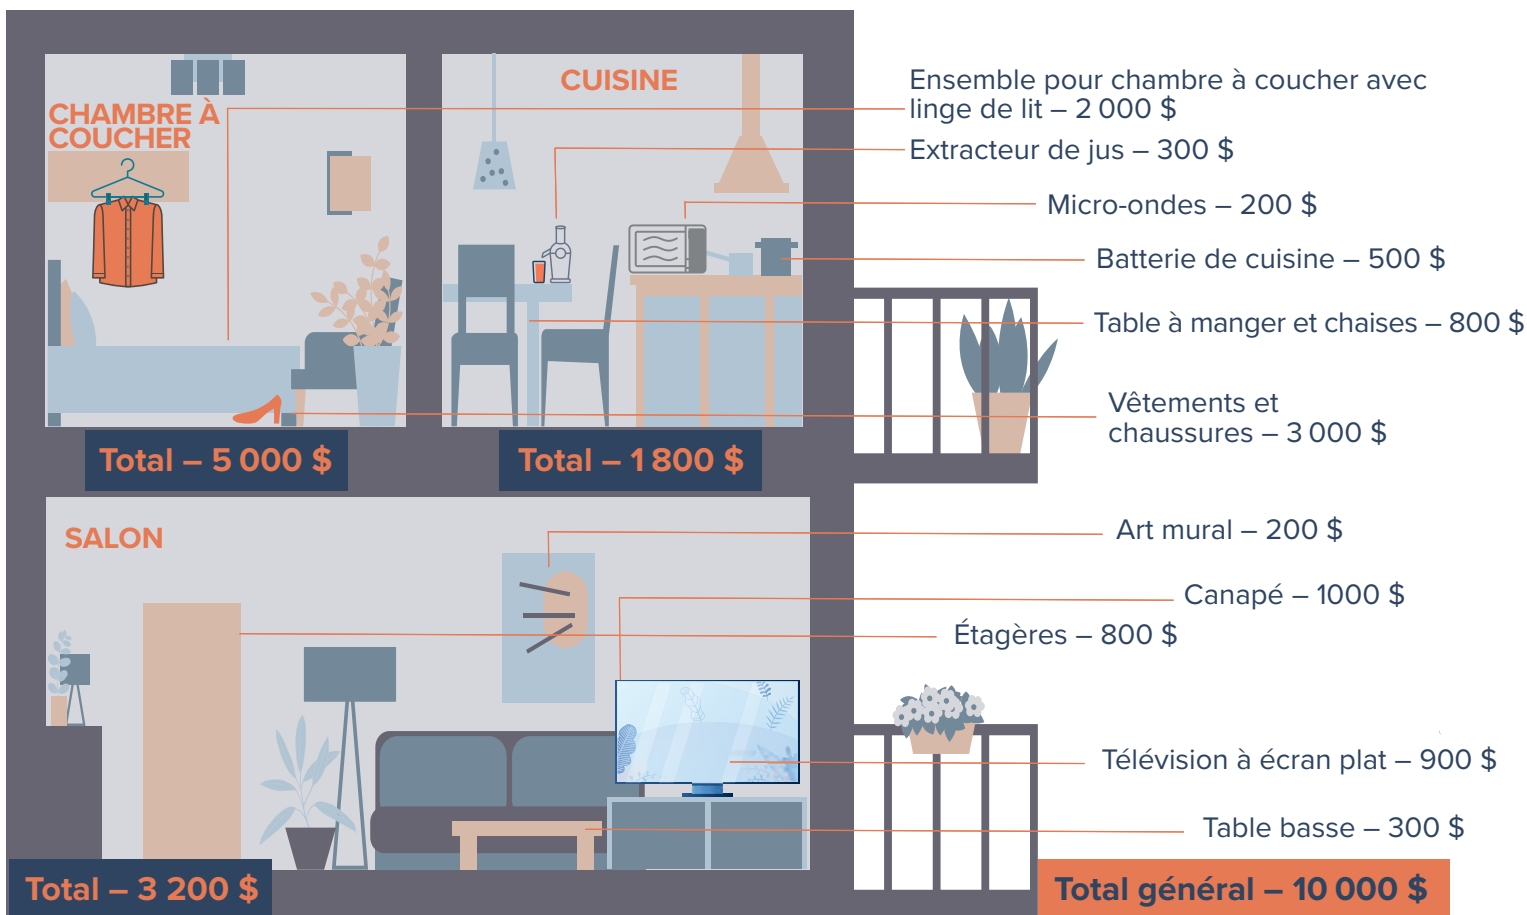 CHAMBRE À
COUCHER
CUISINE
Ensemble pour chambre à coucher avec
linge de lit – 2 000 $
Extracteur de jus – 300 $
Micro-ondes – 200 $
Batterie de cuisine – 500 $
Table à manger et chaises – 800 $
Vêtements et
chaussures – 3 000 $
Total – 5 000 $
Total – 1 800 $
SALON
Art mural – 200 $
Canapé – 1000 $
Étagères – 800 $
Télévision à écran plat – 900 $
Table basse – 300 $
Total – 3 200 $
Total général – 10 000 $